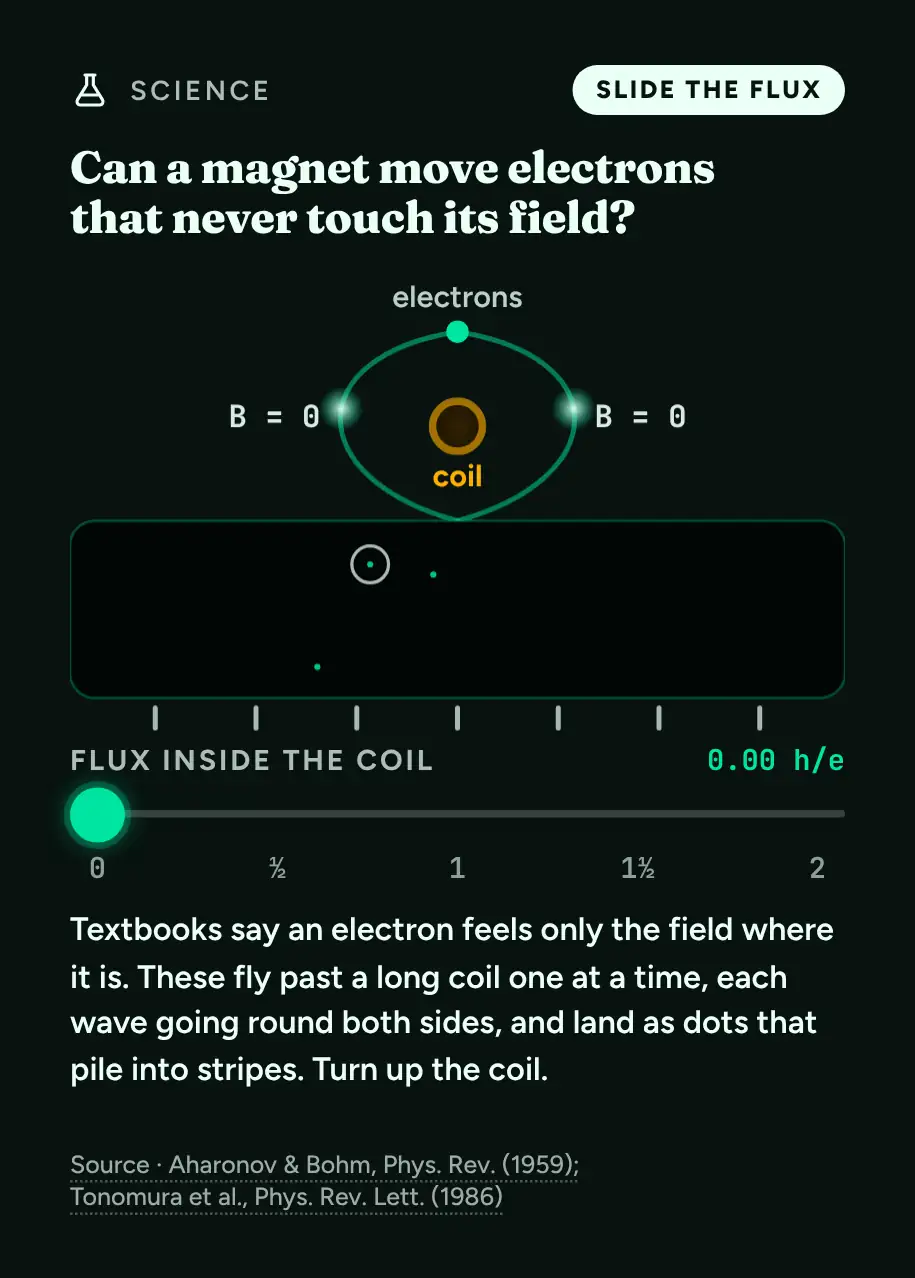 SCIENCE
SLIDE THE FLUX
Can a magnet move electrons
that never touch its field?
electrons
B = 0
B = 0
coil
FLUX INSIDE THE COIL
0.00 h/e
0
½
1
1½
2
Textbooks say an electron feels only the field where
it is. These fly past a long coil one at a time, each
wave going round both sides, and land as dots that
pile into stripes. Turn up the coil.
Source · Aharonov & Bohm, Phys. Rev. (1959);
Tonomura et al., Phys. Rev. Lett. (1986)